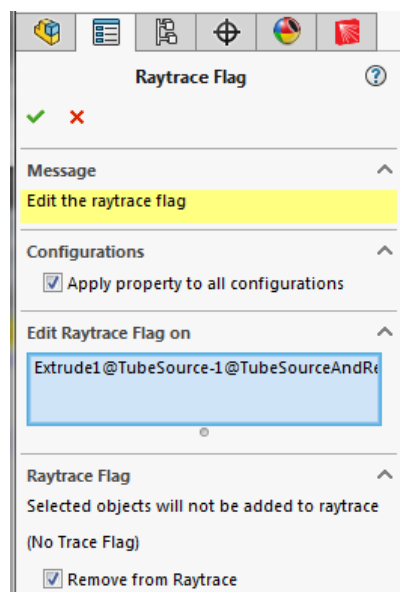 Raytrace Flag
Message
Edit the raytrace flag
Configurations
Apply property to all configurations
Edit Raytrace Flag on
Extrude1@TubeSource-1@TubeSourceAndRe
Raytrace Flag
Selected objects will not be added to raytrace
(No Trace Flag)
Remove from Raytrace